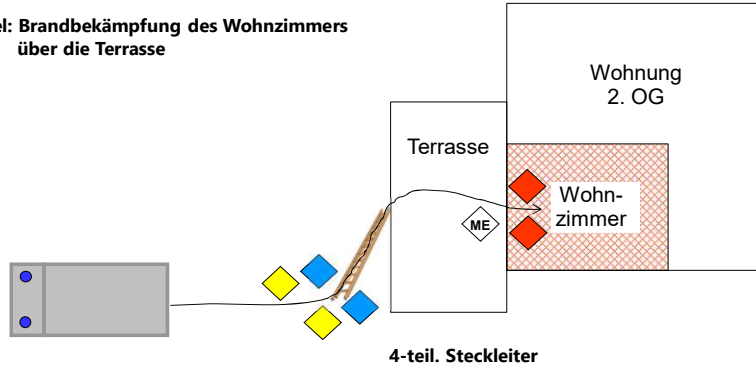 el: Brandbekämpfung des Wohnzimmers
über die Terrasse
Wohnung
2. OG
Terrasse
Wohn-
zimmer
ME
4-teil. Steckleiter